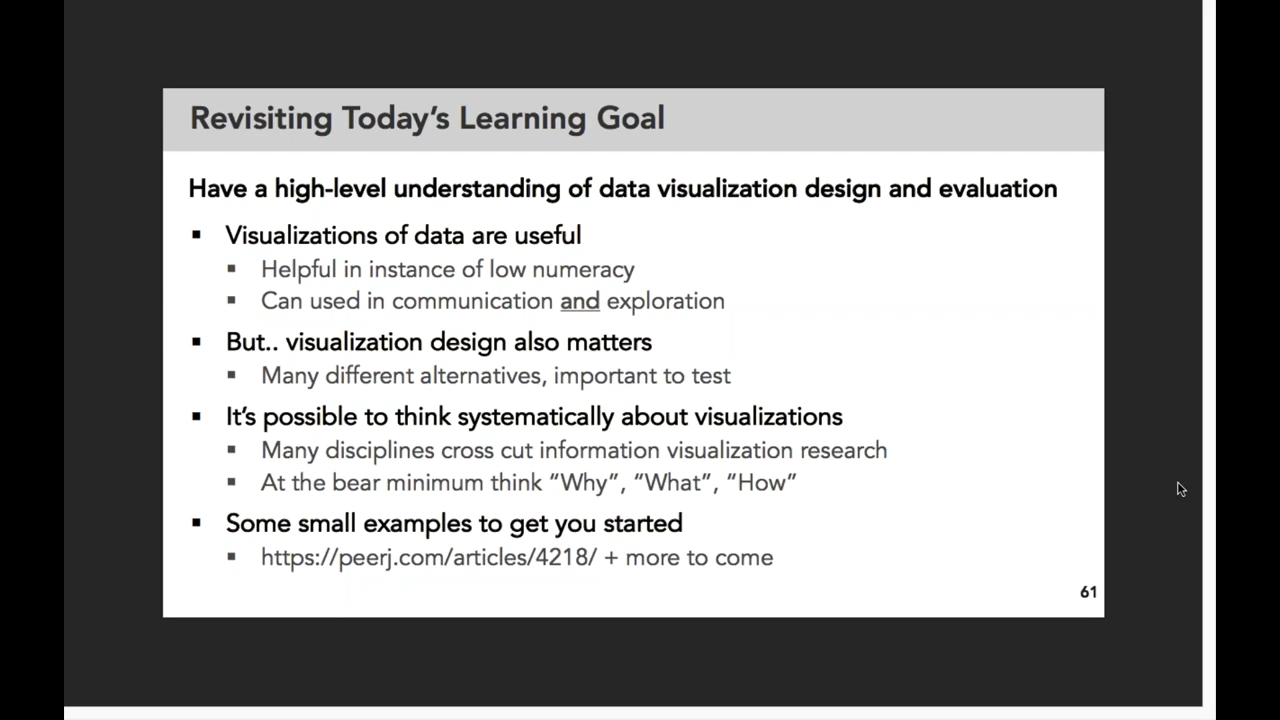 Revisiting Today's Learning Goal
Have a high-level understanding of data visualization design and evaluation
▪ Visualizations of data are useful
▪ Helpful in instance of low numeracy
▪ Can used in communication and exploration
▪ But.. visualization design also matters
▪ Many different alternatives, important to test
▪ It's possible to think systematically about visualizations
▪ Many disciplines cross cut information visualization research
▪ At the bear minimum think “Why”, “What”, “How”
▪ Some small examples to get you started
▪ https://peerj.com/articles/4218/ + more to come
61